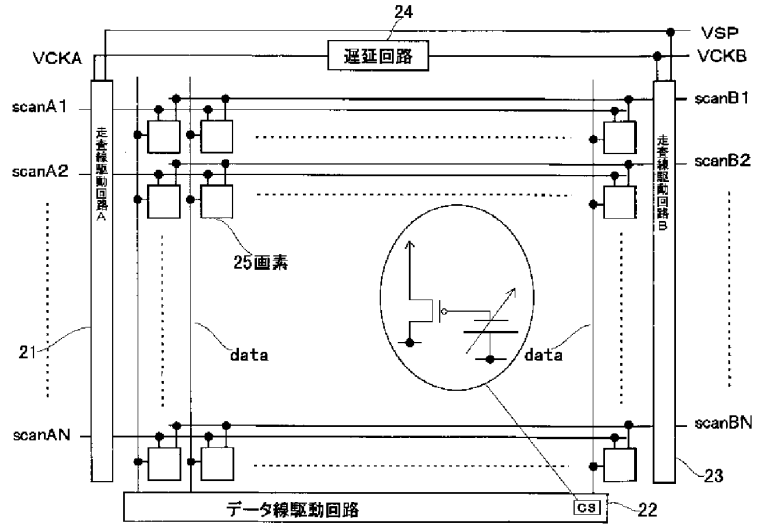 24
VSP
遅延回路
VCKA
VCKB
scanA1
scanB1
scanA2
scanB2
走査線駆動回路A
走査線駆動回路B
25画素
21
data
data
scanAN
scanBN
23
データ線駆動回路
CS
22